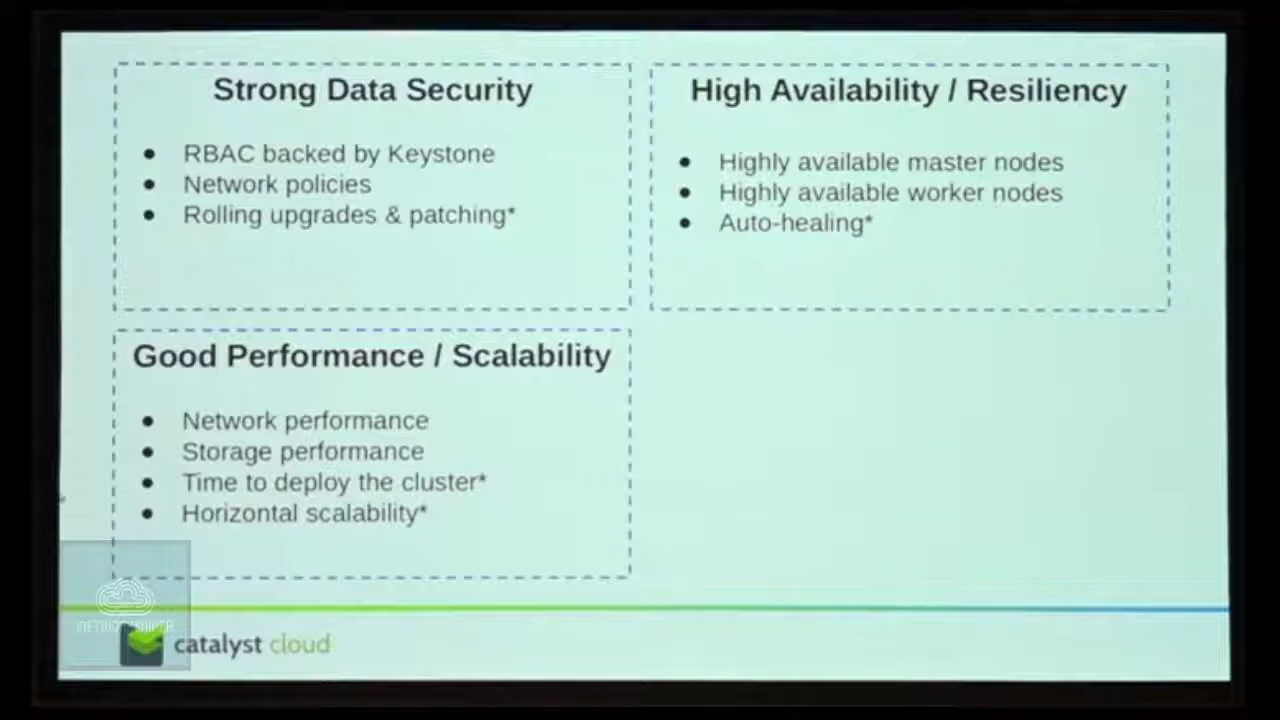 Strong Data Security
● RBAC backed by Keystone
● Network policies
● Rolling upgrades & patching*
High Availability / Resiliency
● Highly available master nodes
● Highly available worker nodes
● Auto-healing*
Good Performance / Scalability
● Network performance
● Storage performance
● Time to deploy the cluster*
● Horizontal scalability*
catalyst cloud